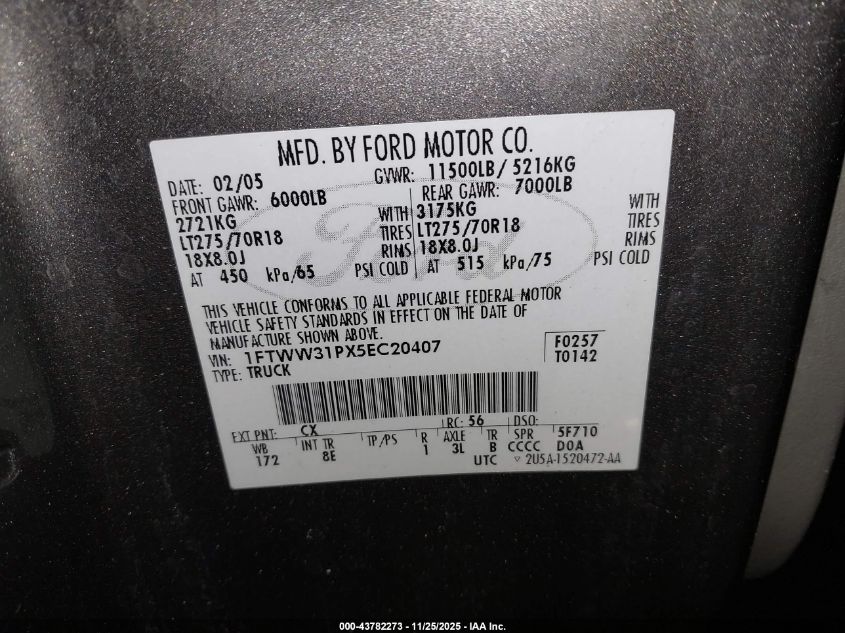 MFD. BY FORD MOTOR CO.
DATE: 02/05 GVWR: 11500LB/ 5216KG
FRONT GAWR: 6000LB REAR GAWR: 7000LB
2721KG WITH 3175KG WITH
LT275/70R18 TIRES LT275/70R18 TIRES
18X8.0J RIMS 18X8.0J RIMS
AT 450 kPa/65 PSI COLD AT 515 kPa/75 PSI COLD
Ford
THIS VEHICLE CONFORMS TO ALL APPLICABLE FEDERAL MOTOR
VEHICLE SAFETY STANDARDS IN EFFECT ON THE DATE OF
MANUFACTURE SHOWN ABOVE.
VIN: 1FTWW31PX5EC20407 F0257
TYPE: TRUCK T0142
EXT PNT: CX RC: 56 DSO:
WB INT TR TP/PS R AXLE TR SPR 5F710
172 8E 1 3L B CCCC DOA
UTC ▽ 2U5A-1520472-AA
000-43782273 - 11/25/2025 - IAA Inc.